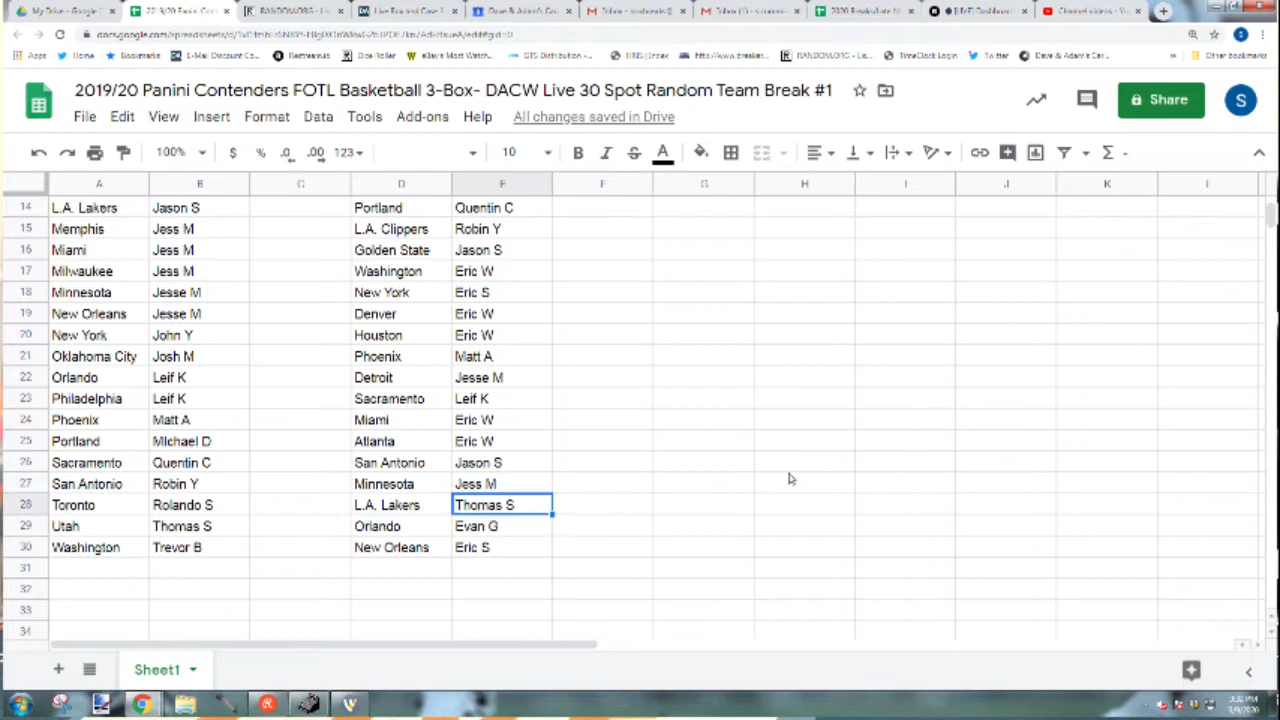 2019/20 Panini Contenders FOTL Basketball 3-Box- DACW Live 30 Spot Random Team Break #1
File Edit View Insert Format Data Tools Add-ons Help All changes saved in Drive
Share
S
100% $ % .0 .00 123 10 B I S A
A B C D E F G H I J K
14 L.A. Lakers Jason S Portland Quentin C
15 Memphis Jess M L.A. Clippers Robin Y
16 Miami Jess M Golden State Jason S
17 Milwaukee Jess M Washington Eric W
18 Minnesota Jesse M New York Eric S
19 New Orleans Jesse M Denver Eric W
20 New York John Y Houston Eric W
21 Oklahoma City Josh M Phoenix Matt A
22 Orlando Leif K Detroit Jesse M
23 Philadelphia Leif K Sacramento Leif K
24 Phoenix Matt A Miami Eric W
25 Portland MIchael D Atlanta Eric W
26 Sacramento Quentin C San Antonio Jason S
27 San Antonio Robin Y Minnesota Jess M
28 Toronto Rolando S L.A. Lakers Thomas S
29 Utah Thomas S Orlando Evan G
30 Washington Trevor B New Orleans Eric S
31
32
33
34
Sheet1
3/9/2020